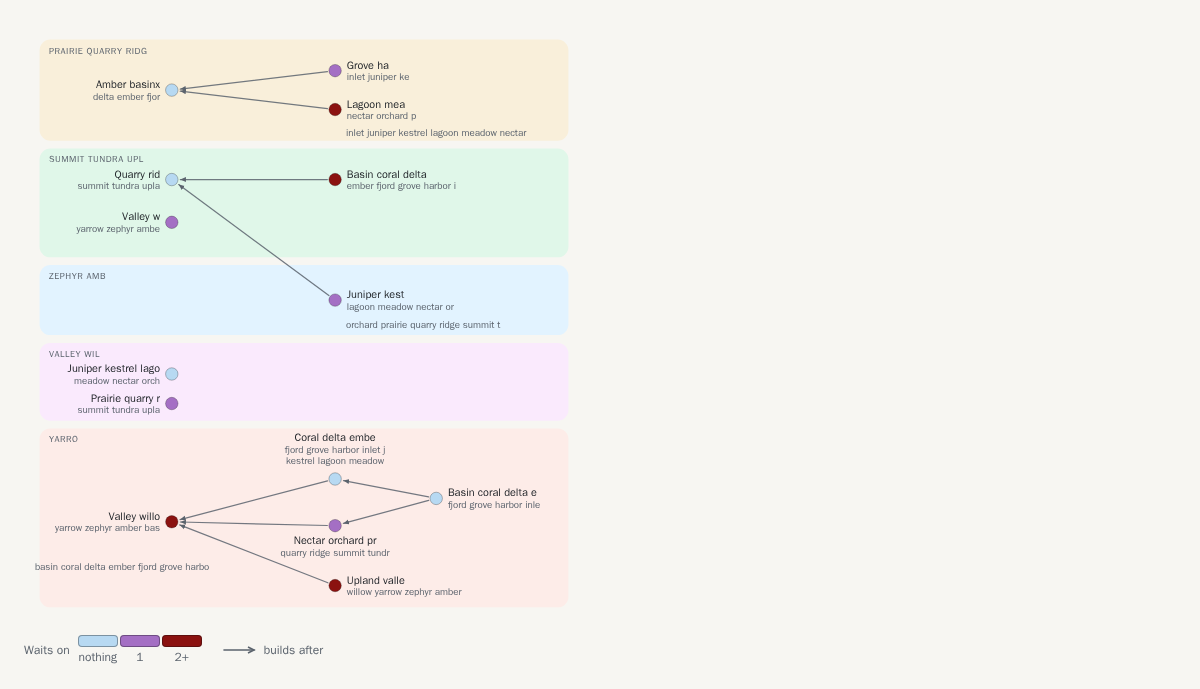 PRAIRIE QUARRY RIDG
Grove ha
inlet juniper ke
Amber basinx
delta ember fjor
Lagoon mea
nectar orchard p
inlet juniper kestrel lagoon meadow nectar
SUMMIT TUNDRA UPL
Quarry rid
summit tundra upla
Basin coral delta
ember fjord grove harbor i
Valley w
yarrow zephyr ambe
ZEPHYR AMB
Juniper kest
lagoon meadow nectar or
orchard prairie quarry ridge summit t
VALLEY WIL
Juniper kestrel lago
meadow nectar orch
Prairie quarry r
summit tundra upla
YARRO
Coral delta embe
fjord grove harbor inlet j
kestrel lagoon meadow
Basin coral delta e
fjord grove harbor inle
Valley willo
yarrow zephyr amber bas
Nectar orchard pr
quarry ridge summit tundr
basin coral delta ember fjord grove harbo
Upland valle
willow yarrow zephyr amber
Waits on
nothing
1
2+
builds after